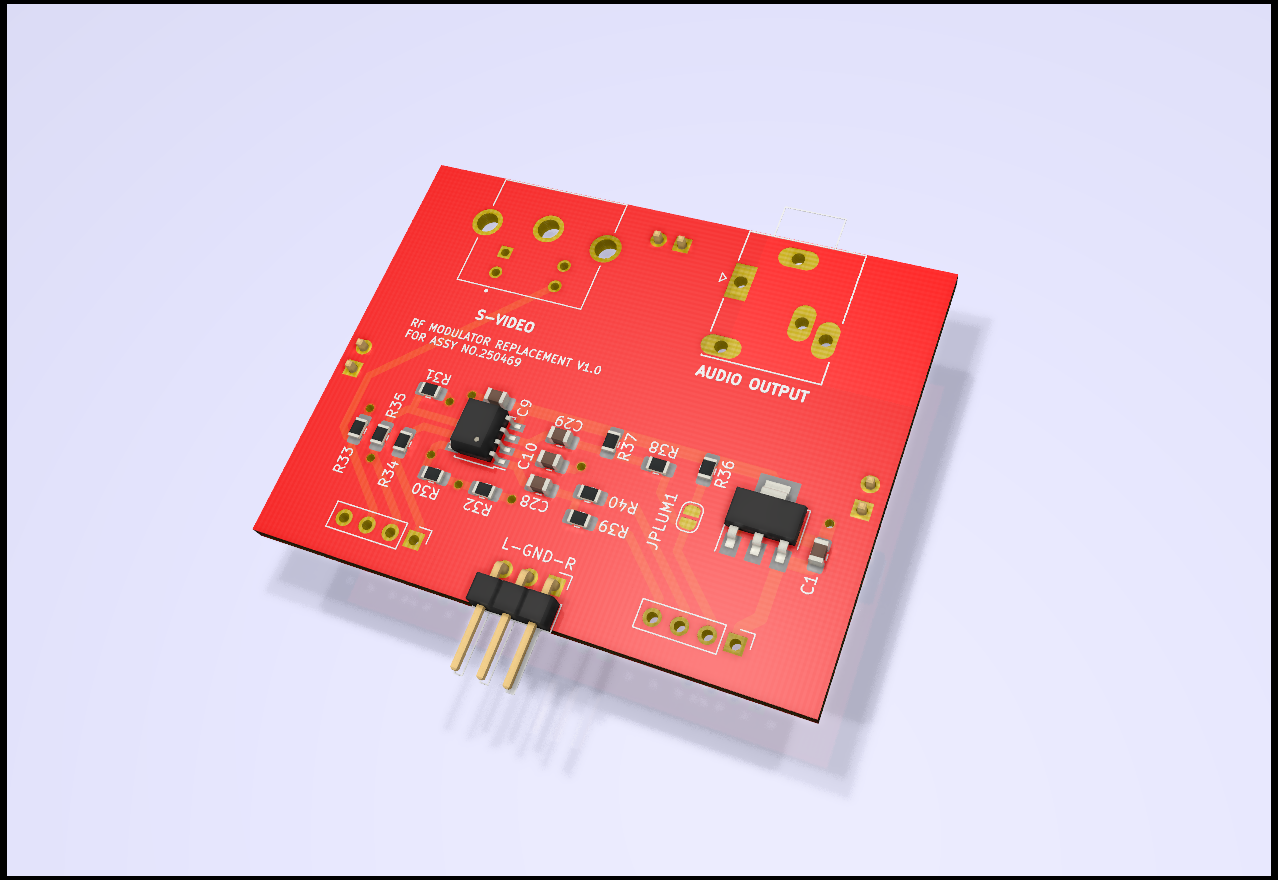 S-VIDEO
RF MODULATOR REPLACEMENT V1.0
FOR ASSY NO.250469
AUDIO OUTPUT
R31
R35
C9
C29
R37
R38
R36
R33
R34
R30
R32
C10
C28
R40
R39
JPLUM1
C1
L-GND-R